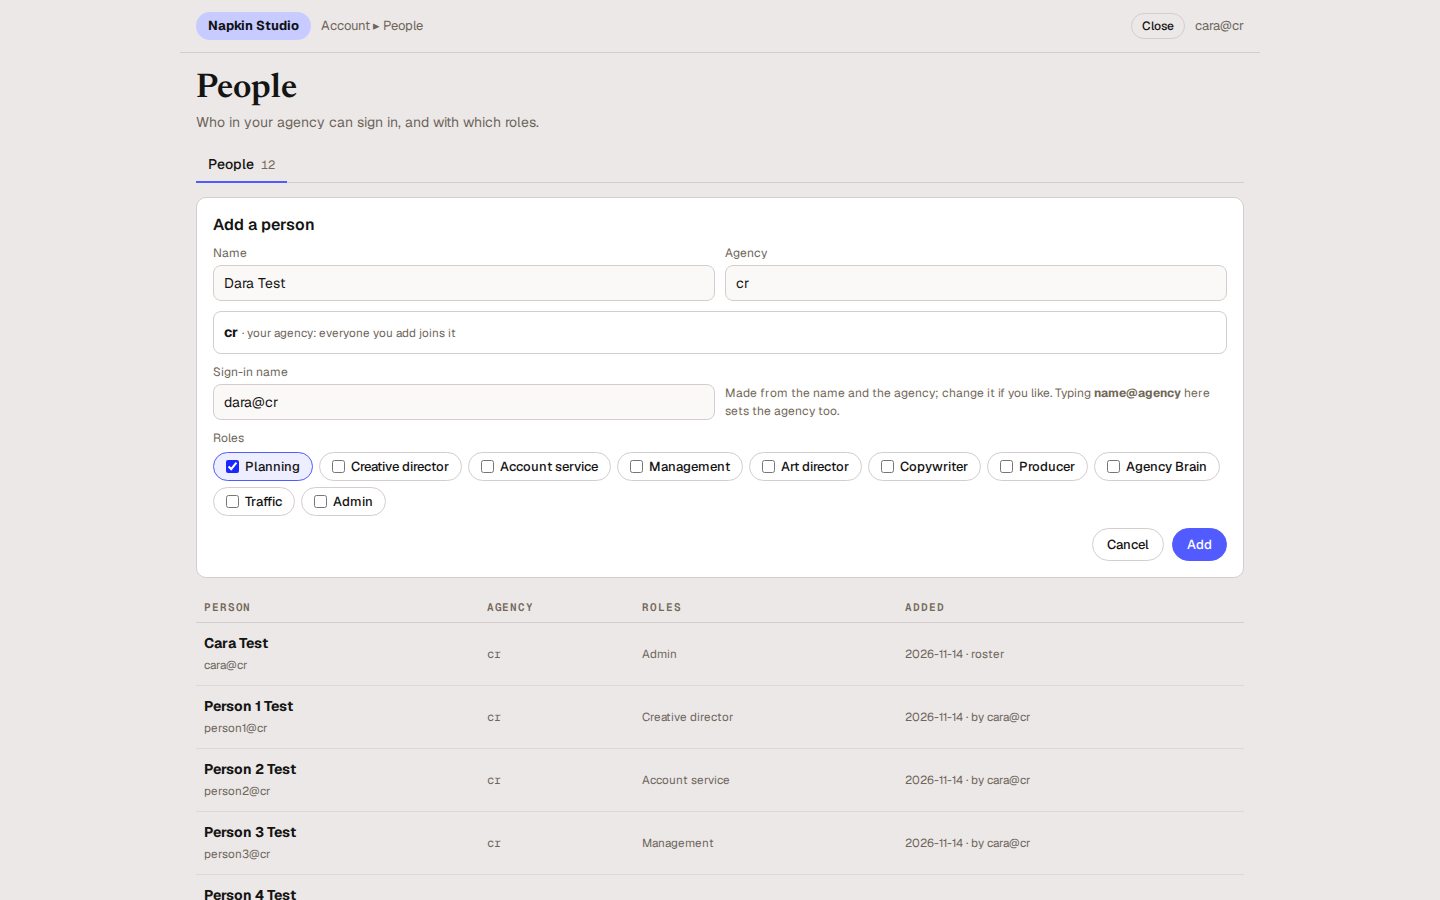 Napkin Studio Account ▸ People Close cara@cr
People
Who in your agency can sign in, and with which roles.
People 12
Add a person
Name Agency
Dara Test cr
cr · your agency: everyone you add joins it
Sign-in name
dara@cr
Made from the name and the agency; change it if you like. Typing name@agency here
sets the agency too.
Roles
Planning Creative director Account service Management Art director Copywriter Producer Agency Brain
Traffic Admin
Cancel Add
PERSON AGENCY ROLES ADDED
Cara Test
cara@cr
cr Admin 2026-11-14 · roster
Person 1 Test
person1@cr
cr Creative director 2026-11-14 · by cara@cr
Person 2 Test
person2@cr
cr Account service 2026-11-14 · by cara@cr
Person 3 Test
person3@cr
cr Management 2026-11-14 · by cara@cr
Person 4 Test